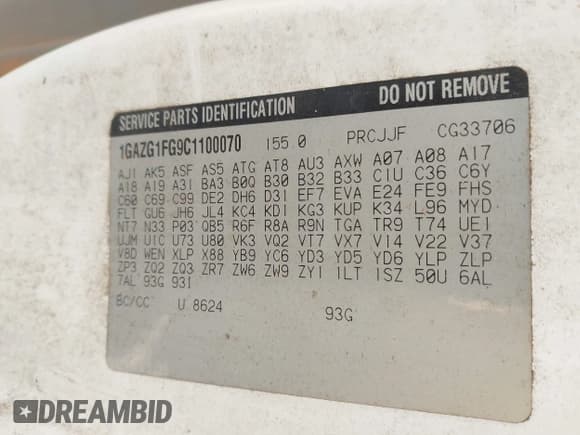 SERVICE PARTS IDENTIFICATION DO NOT REMOVE
1GAZG1FG9C1100070 155 0 PRCJJF CG33706
AJ1 AK5 ASF AS5 ATG AT8 AU3 AXW A07 A08 A17
A18 A19 A31 BA3 B0Q B30 B32 B33 C1U C36 C6Y
C60 C69 C99 DE2 DH6 D31 EF7 EVA E24 FE9 FHS
FLT GU6 JH6 JL4 KC4 KD1 KG3 KUP K34 L96 MYD
NT7 N33 P03 QB5 R6F R8A R9N TGA TR9 T74 UE1
UJM U1C U73 U80 VK3 VQ2 VT7 VX7 V14 V22 V37
V8D WEN XLP X88 YB9 YC6 YD3 YD5 YD6 YLP ZLP
ZP3 ZQ2 ZQ3 ZR7 ZW6 ZW9 ZY1 1LT 1SZ 50U 6AL
7AL 93G 93I
BC/CC U 8624 93G
DREAMBID